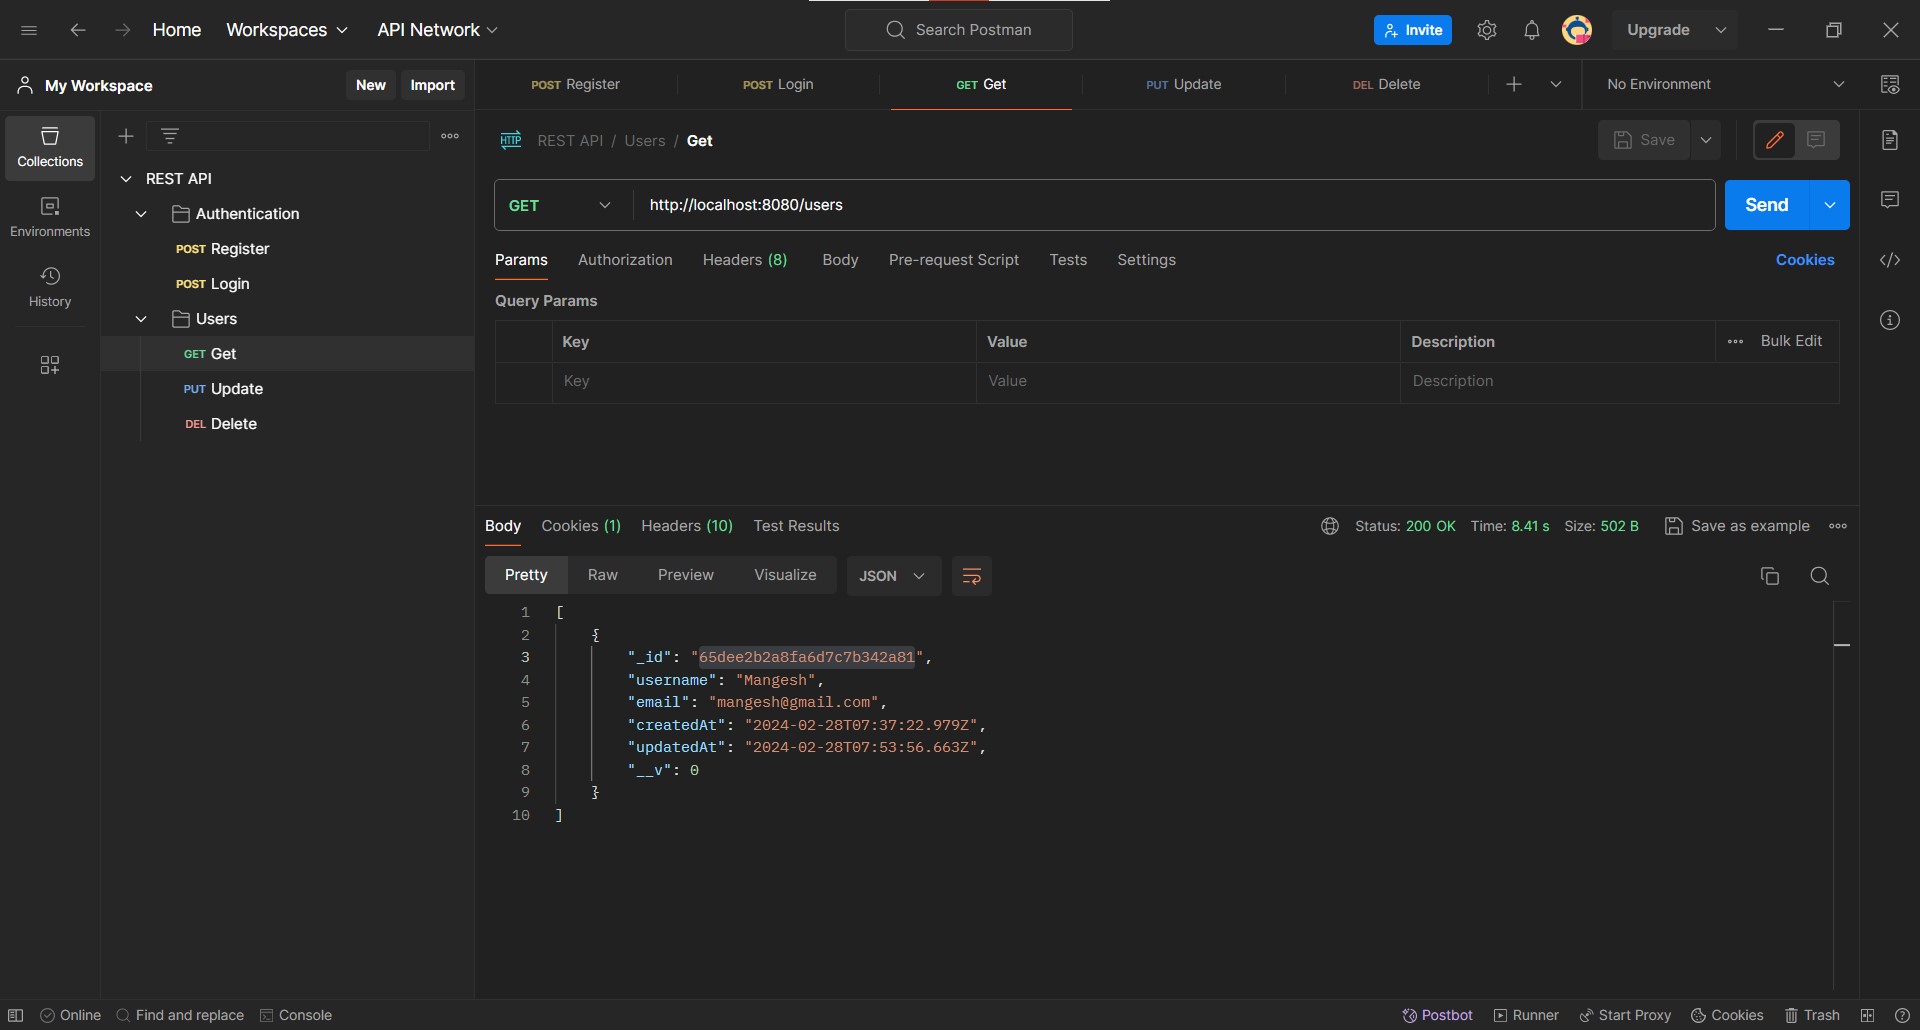 Home Workspaces API Network Search Postman Invite Upgrade
My Workspace New Import POST Register POST Login GET Get PUT Update DEL Delete No Environment
Collections
Environments
History
REST API
Authentication
POST Register
POST Login
Users
GET Get
PUT Update
DEL Delete
HTTP REST API / Users / Get Save
GET http://localhost:8080/users Send
Params Authorization Headers (8) Body Pre-request Script Tests Settings Cookies
Query Params
Key Value Description Bulk Edit
Key Value Description
Body Cookies (1) Headers (10) Test Results Status: 200 OK Time: 8.41 s Size: 502 B Save as example
Pretty Raw Preview Visualize JSON
1 [
2 {
3 "_id": "65dee2b2a8fa6d7c7b342a81",
4 "username": "Mangesh",
5 "email": "mangesh@gmail.com",
6 "createdAt": "2024-02-28T07:37:22.979Z",
7 "updatedAt": "2024-02-28T07:53:56.663Z",
8 "__v": 0
9 }
10 ]
Online Find and replace Console Postbot Runner Start Proxy Cookies Trash